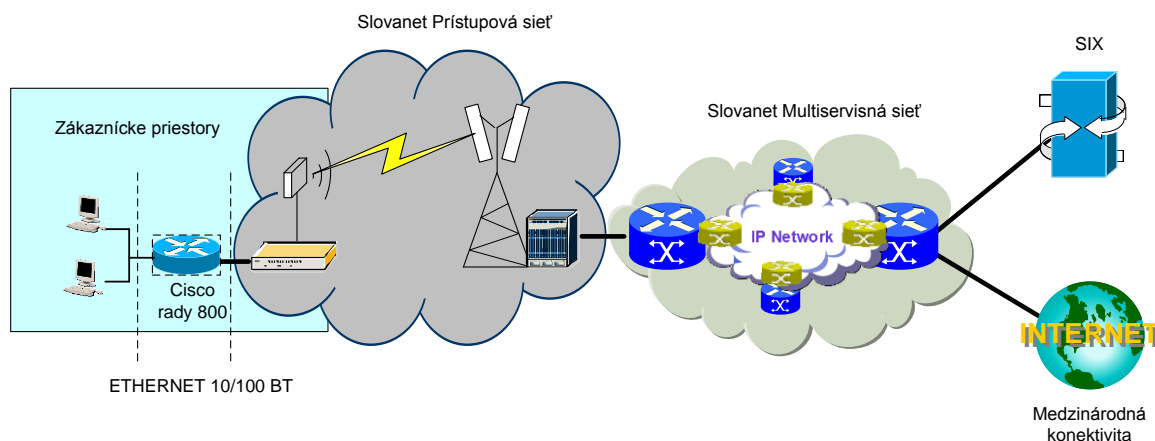 Slovanet Prístupová sieť
SIX
Slovanet Multiservisná sieť
Zákaznícke priestory
IP Network
Cisco
rady 800
INTERNET
ETHERNET 10/100 BT
Medzinárodná
konektivita